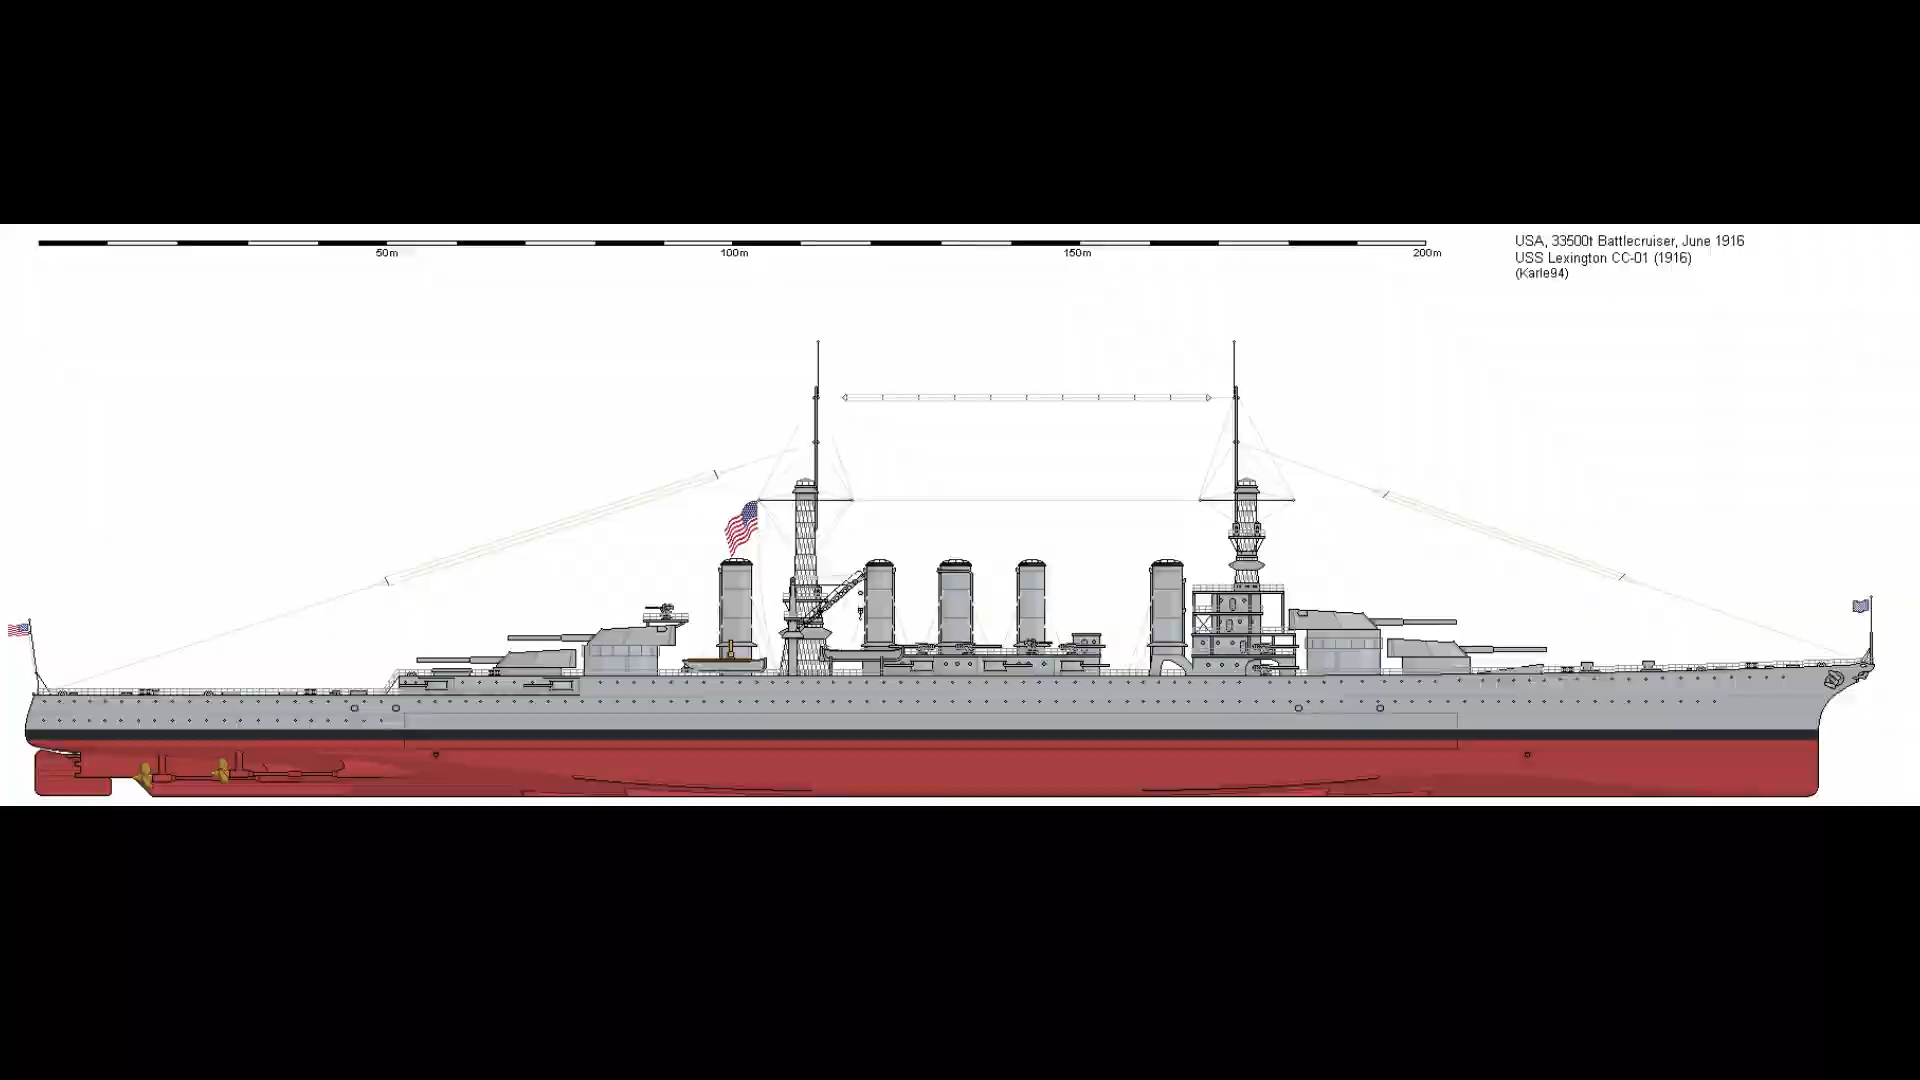 50m 100m 150m 200m
USA, 33500t Battlecruiser, June 1916
USS Lexington CC-01 (1916)
(Karle94)